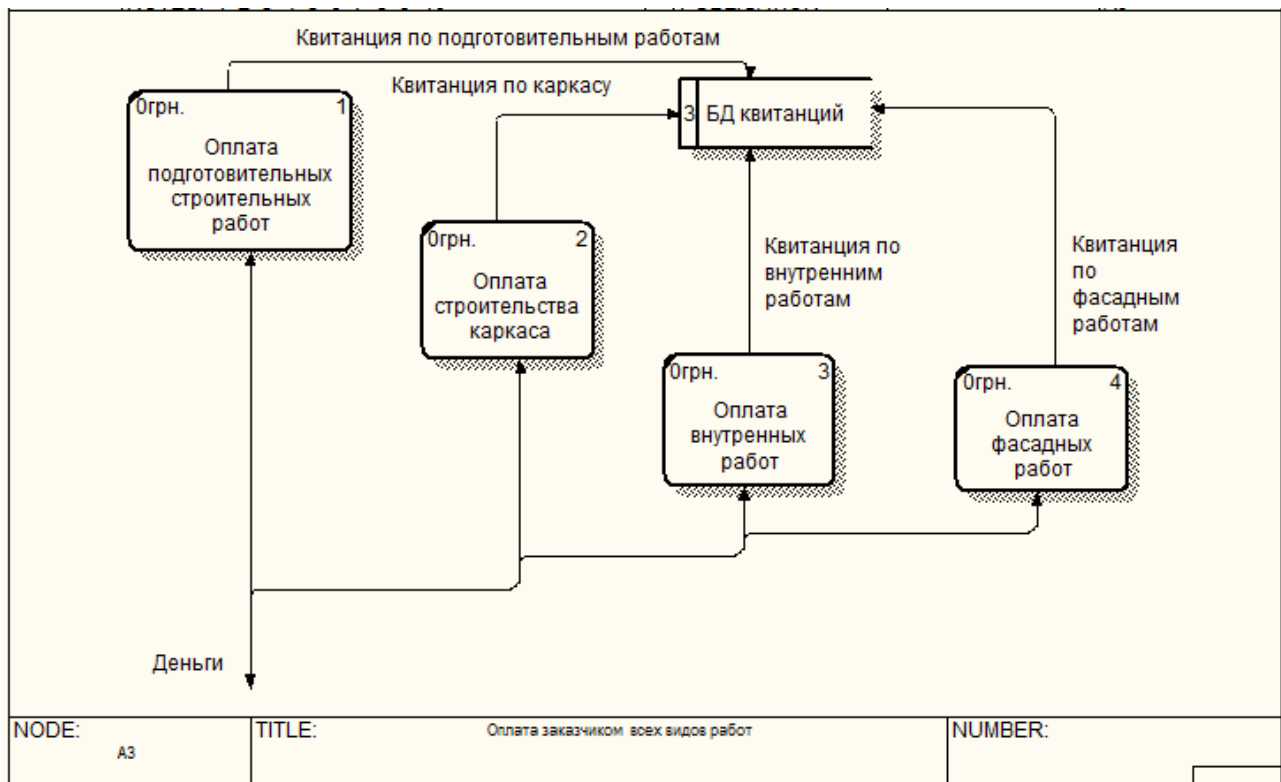 Квитанция по подготовительным работам
Квитанция по каркасу
0грн. 1
Оплата
подготовительных
строительных
работ
3 БД квитанций
0грн. 2
Оплата
строительства
каркаса
Квитанция по
внутренним
работам
Квитанция
по
фасадным
работам
0грн. 3
Оплата
внутренных
работ
0грн. 4
Оплата
фасадных
работ
Деньги
NODE:
A3
TITLE:
Оплата заказчиком всех видов работ
NUMBER: